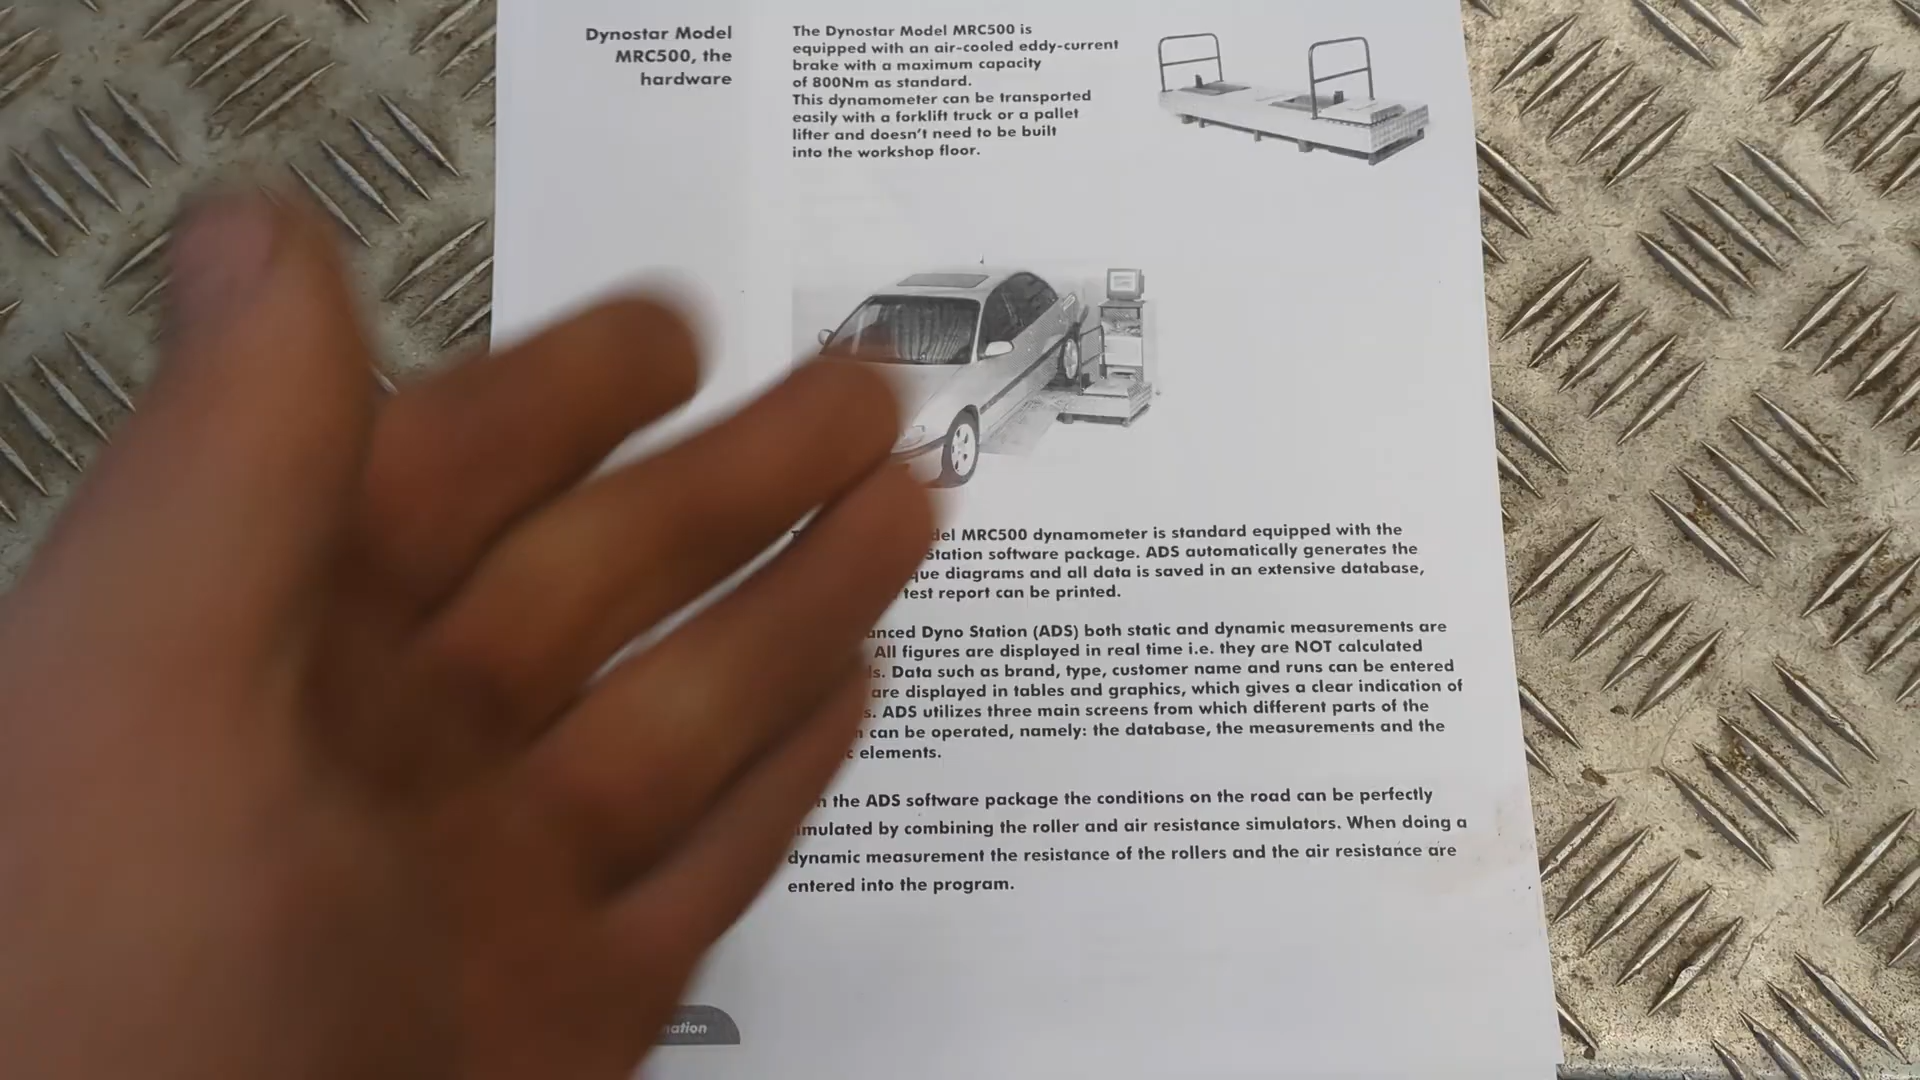 Dynostar Model
MRC500, the
hardware
The Dynostar Model MRC500 is
equipped with an air-cooled eddy-current
brake with a maximum capacity
of 800Nm as standard.
This dynamometer can be transported
easily with a forklift truck or a pallet
lifter and doesn't need to be built
into the workshop floor.
MRC500 dynamometer is standard equipped with the
Station software package. ADS automatically generates the
diagrams and all data is saved in an extensive database,
test report can be printed.
Dyno Station (ADS) both static and dynamic measurements are
All figures are displayed in real time i.e. they are NOT calculated
Data such as brand, type, customer name and runs can be entered
are displayed in tables and graphics, which gives a clear indication of
ADS utilizes three main screens from which different parts of the
can be operated, namely: the database, the measurements and the
elements.
the ADS software package the conditions on the road can be perfectly
simulated by combining the roller and air resistance simulators. When doing a
dynamic measurement the resistance of the rollers and the air resistance are
entered into the program.